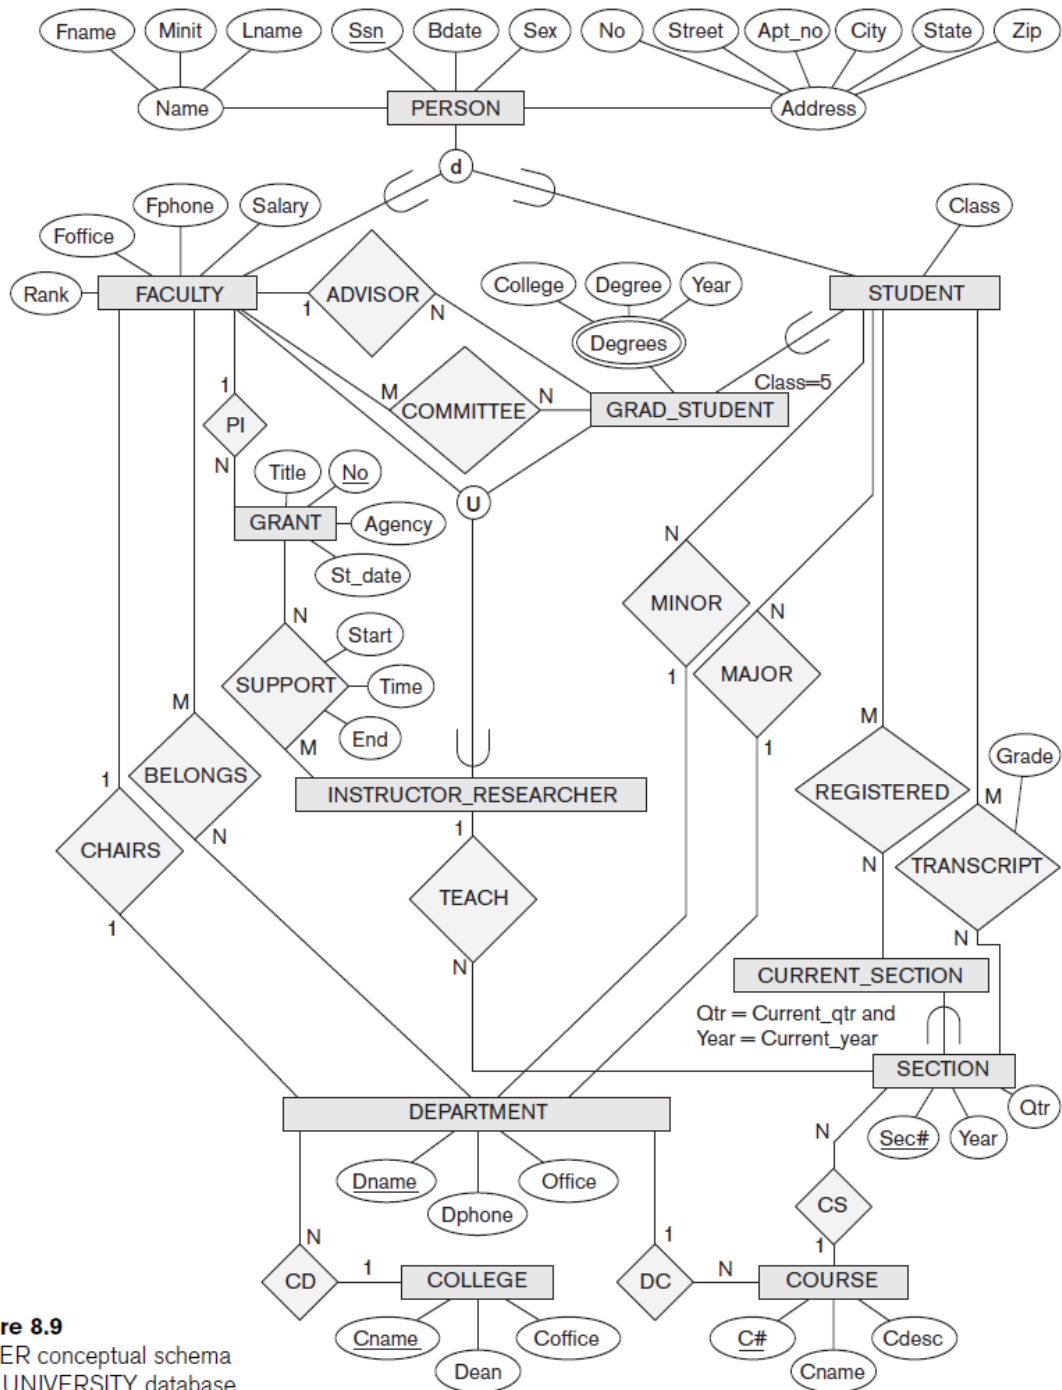 Fname Minit Lname Ssn Bdate Sex No Street Apt_no City State Zip
Name PERSON Address
d
Fphone Salary Class
Foffice
Rank FACULTY ADVISOR College Degree Year STUDENT
1 N
Degrees
Class=5
1 M COMMITTEE N GRAD_STUDENT
PI
N Title No
U
GRANT Agency
N
St_date
MINOR N
N Start
SUPPORT Time 1 MAJOR
M End M
M 1
BELONGS Grade
1 INSTRUCTOR_RESEARCHER REGISTERED M
N 1
CHAIRS N TRANSCRIPT
TEACH
1 N
N CURRENT_SECTION
Qtr = Current_qtr and
Year = Current_year
SECTION
DEPARTMENT Qtr
N Sec# Year
Dname Office
Dphone CS
N 1 1
CD 1 COLLEGE DC N COURSE
re 8.9
ER conceptual schema Cname Coffice C# Cdesc
UNIVERSITY database. Dean Cname